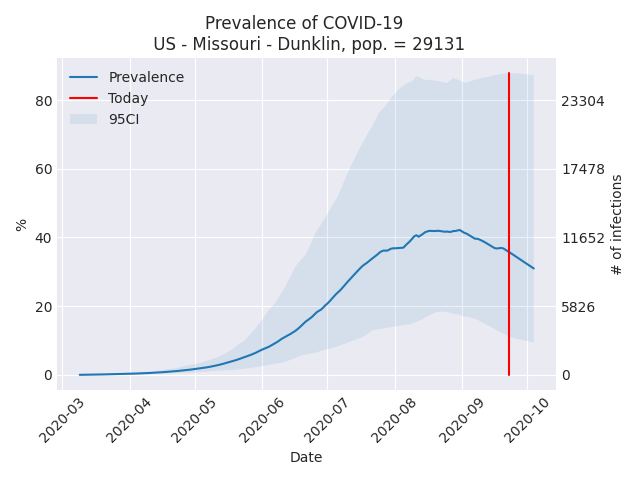 Prevalence of COVID-19
US - Missouri - Dunklin, pop. = 29131
Prevalence
Today
95CI
80
60
40
20
0
%
23304
17478
11652
5826
0
# of infections
2020-03
2020-04
2020-05
2020-06
2020-07
2020-08
2020-09
2020-10
Date